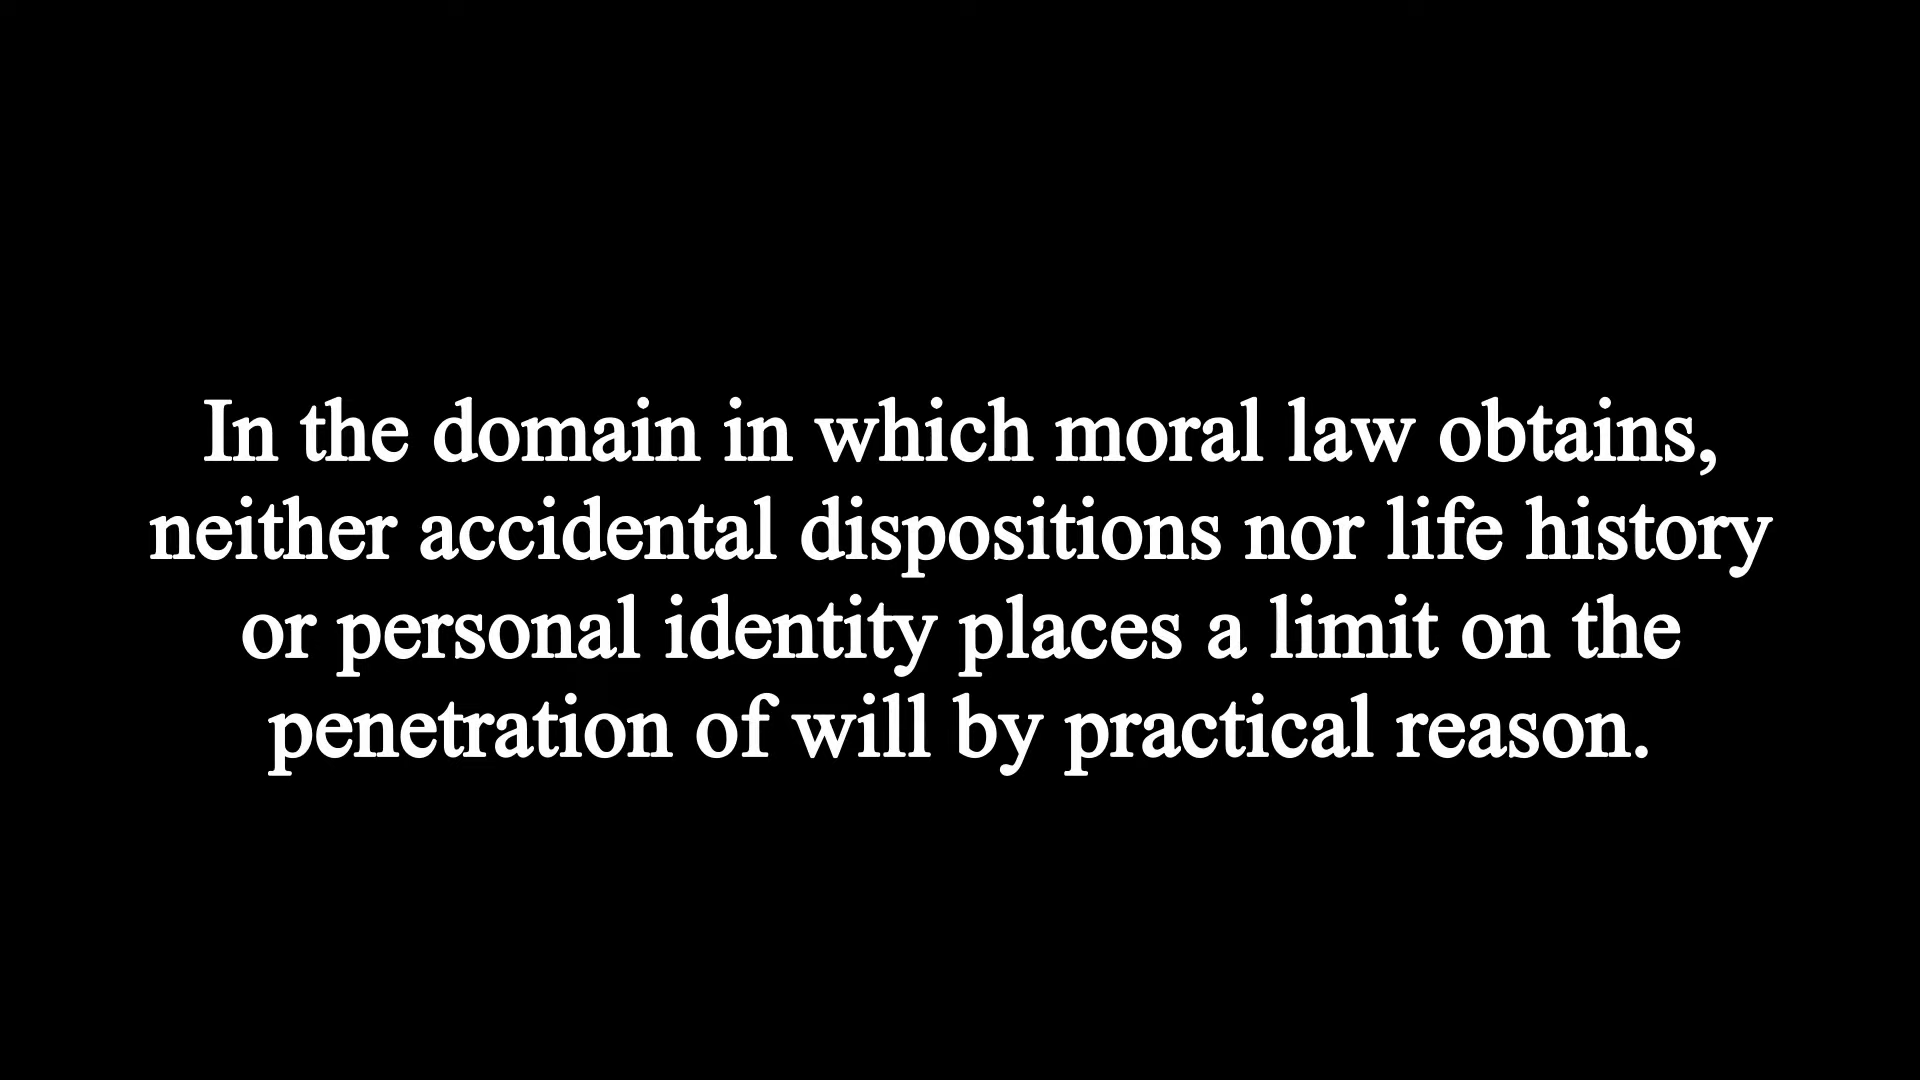 In the domain in which moral law obtains,
neither accidental dispositions nor life history
or personal identity places a limit on the
penetration of will by practical reason.